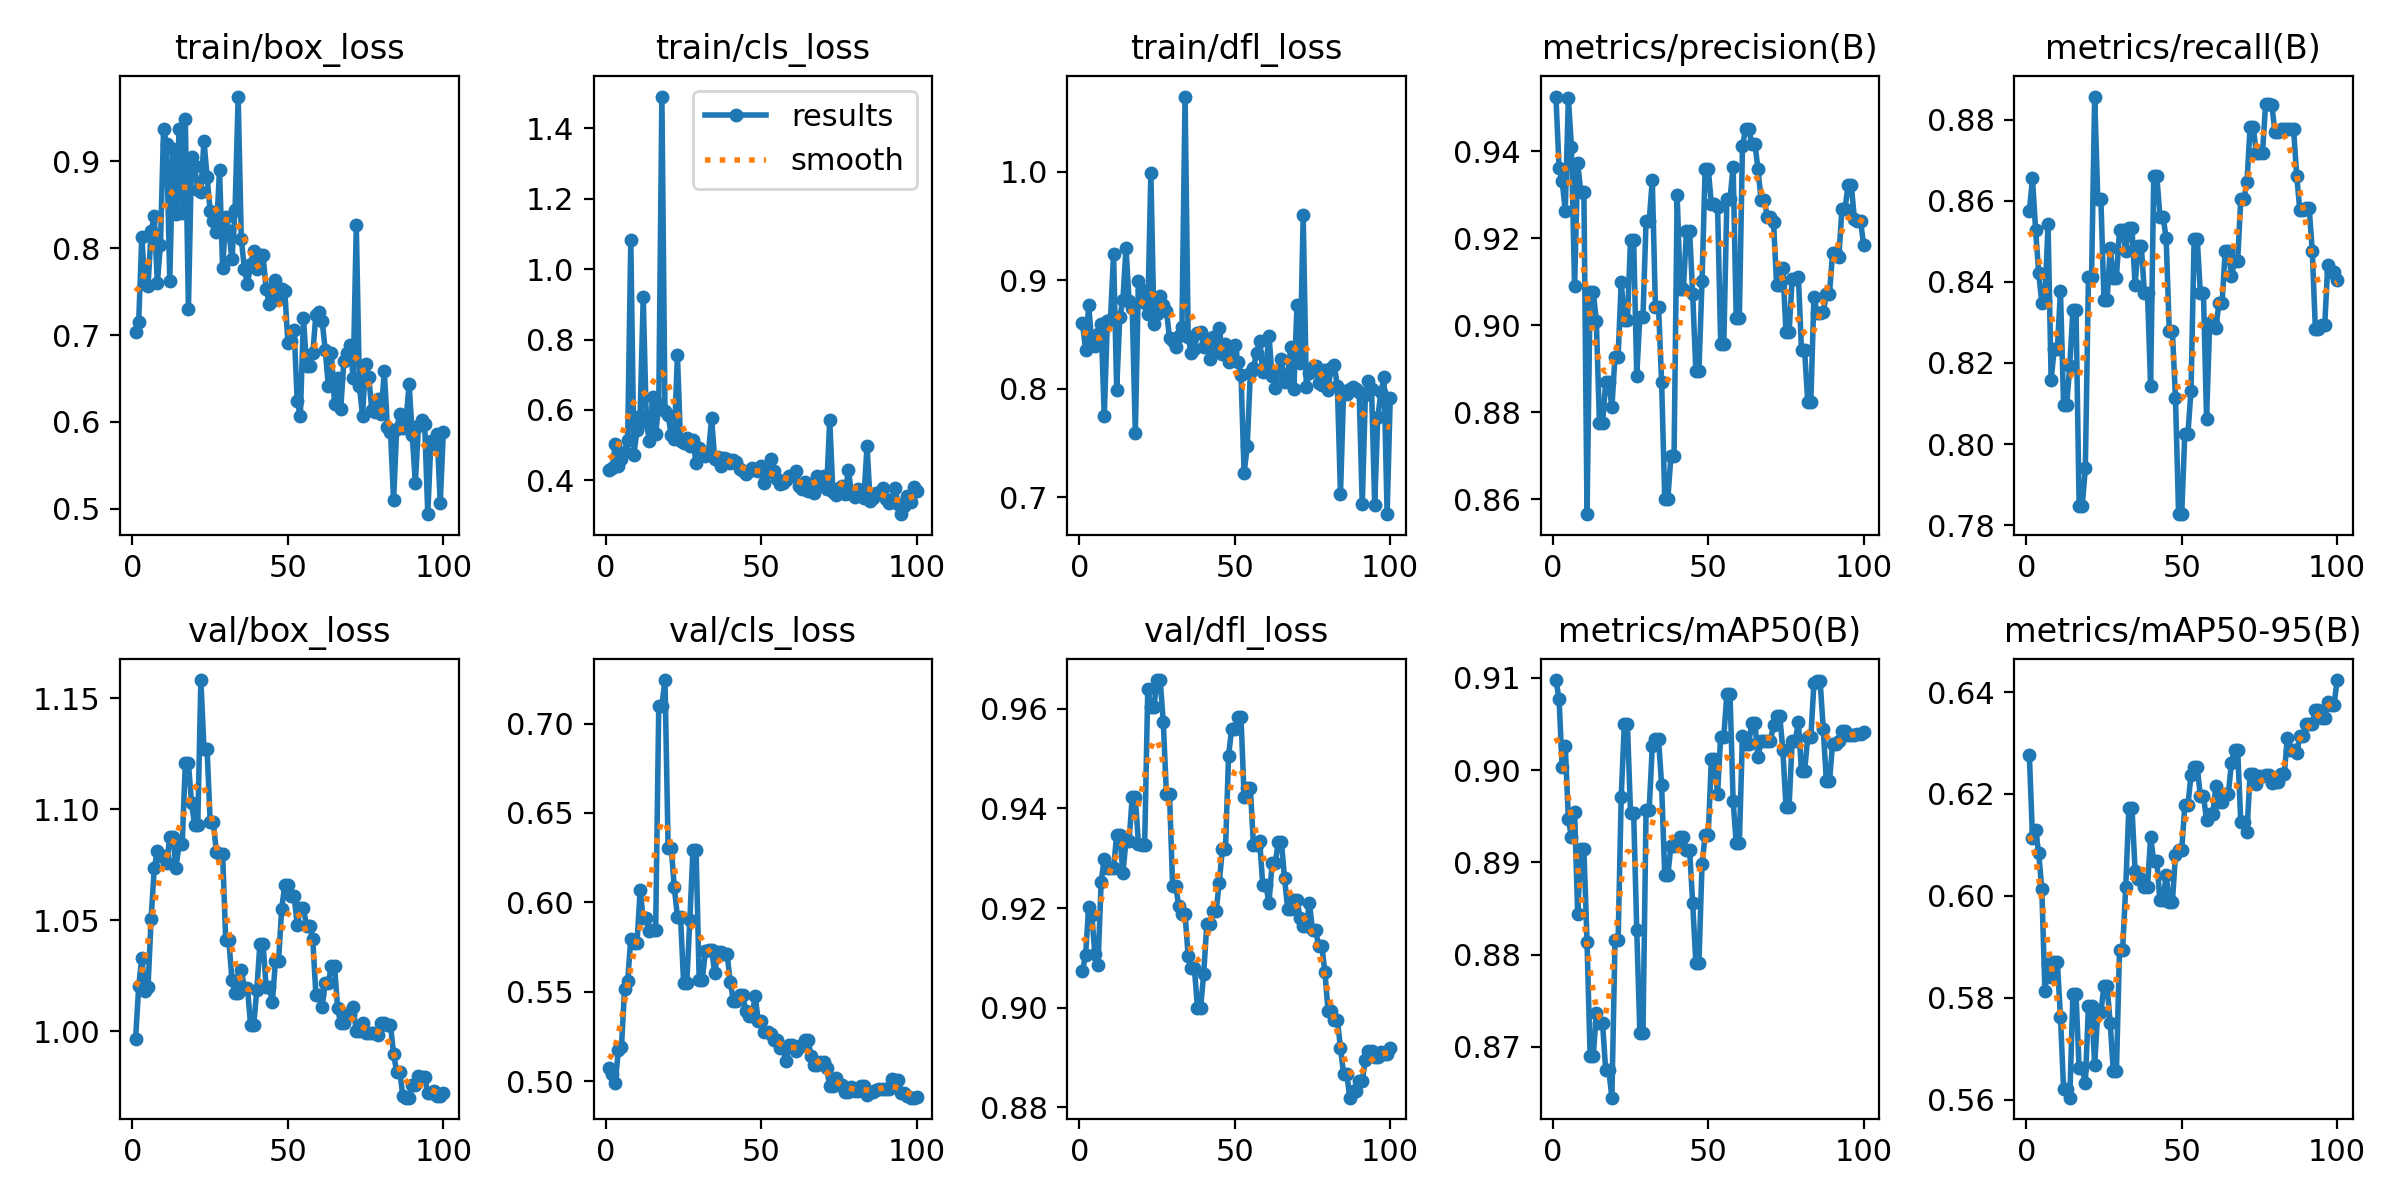 train/box_loss
train/cls_loss
train/dfl_loss
metrics/precision(B)
metrics/recall(B)
results
smooth
0.9
0.8
0.7
0.6
0.5
0 50 100
1.4
1.2
1.0
0.8
0.6
0.4
0 50 100
1.0
0.9
0.8
0.7
0 50 100
0.94
0.92
0.90
0.88
0.86
0 50 100
0.88
0.86
0.84
0.82
0.80
0.78
0 50 100
val/box_loss
val/cls_loss
val/dfl_loss
metrics/mAP50(B)
metrics/mAP50-95(B)
1.15
1.10
1.05
1.00
0 50 100
0.70
0.65
0.60
0.55
0.50
0 50 100
0.96
0.94
0.92
0.90
0.88
0 50 100
0.91
0.90
0.89
0.88
0.87
0 50 100
0.64
0.62
0.60
0.58
0.56
0 50 100